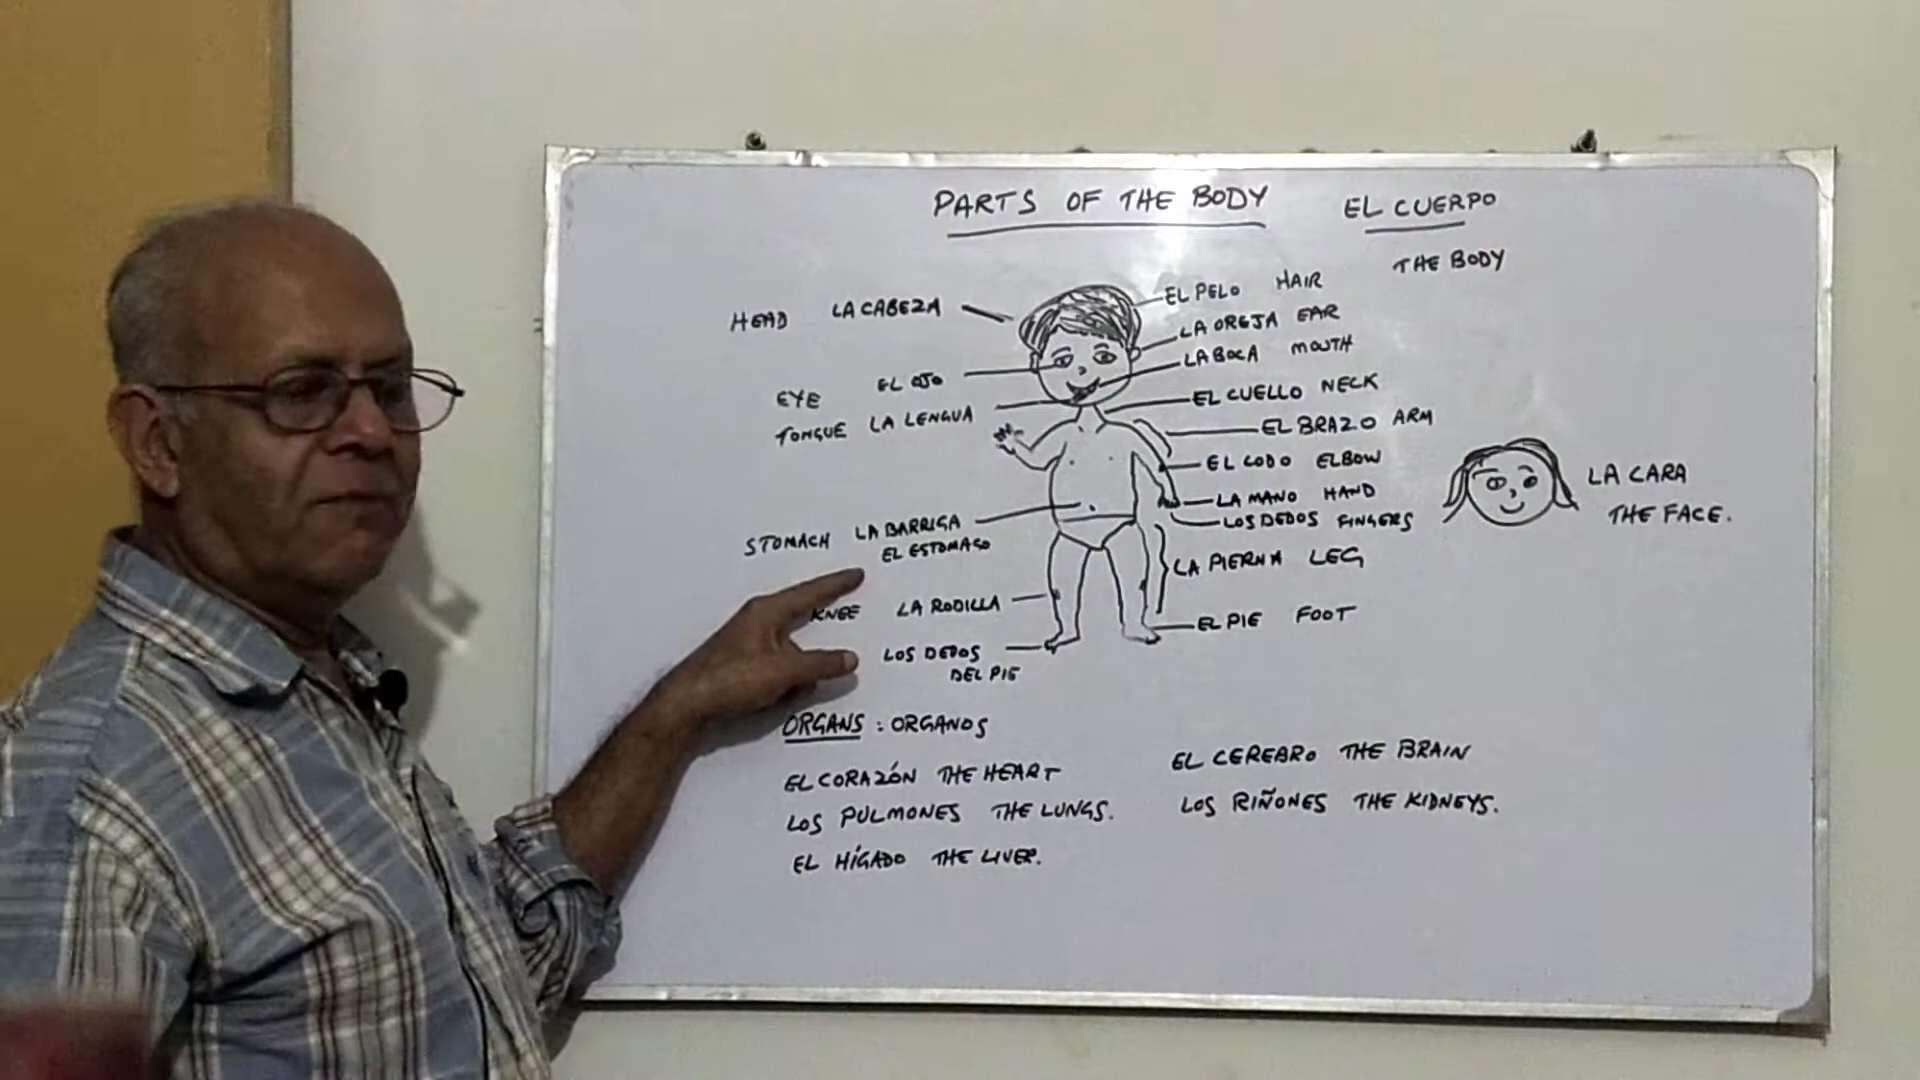 PARTS OF THE BODY
EL CUERPO
THE BODY
HEAD LA CABEZA
EYE EL OJO
TONGUE LA LENGUA
STOMACH LA BARRIGA
EL ESTOMAGO
KNEE LA RODILLA
LOS DEDOS
DEL PIE
EL PELO HAIR
LA OREJA EAR
LA BOCA MOUTH
EL CUELLO NECK
EL BRAZO ARM
EL CODO ELBOW
LA MANO HAND
LOS DEDOS FINGERS
LA PIERNA LEG
EL PIE FOOT
LA CARA
THE FACE.
ORGANS : ORGANOS
EL CORAZÓN THE HEART
LOS PULMONES THE LUNGS.
EL HÍGADO THE LIVER.
EL CEREBRO THE BRAIN
LOS RIÑONES THE KIDNEYS.